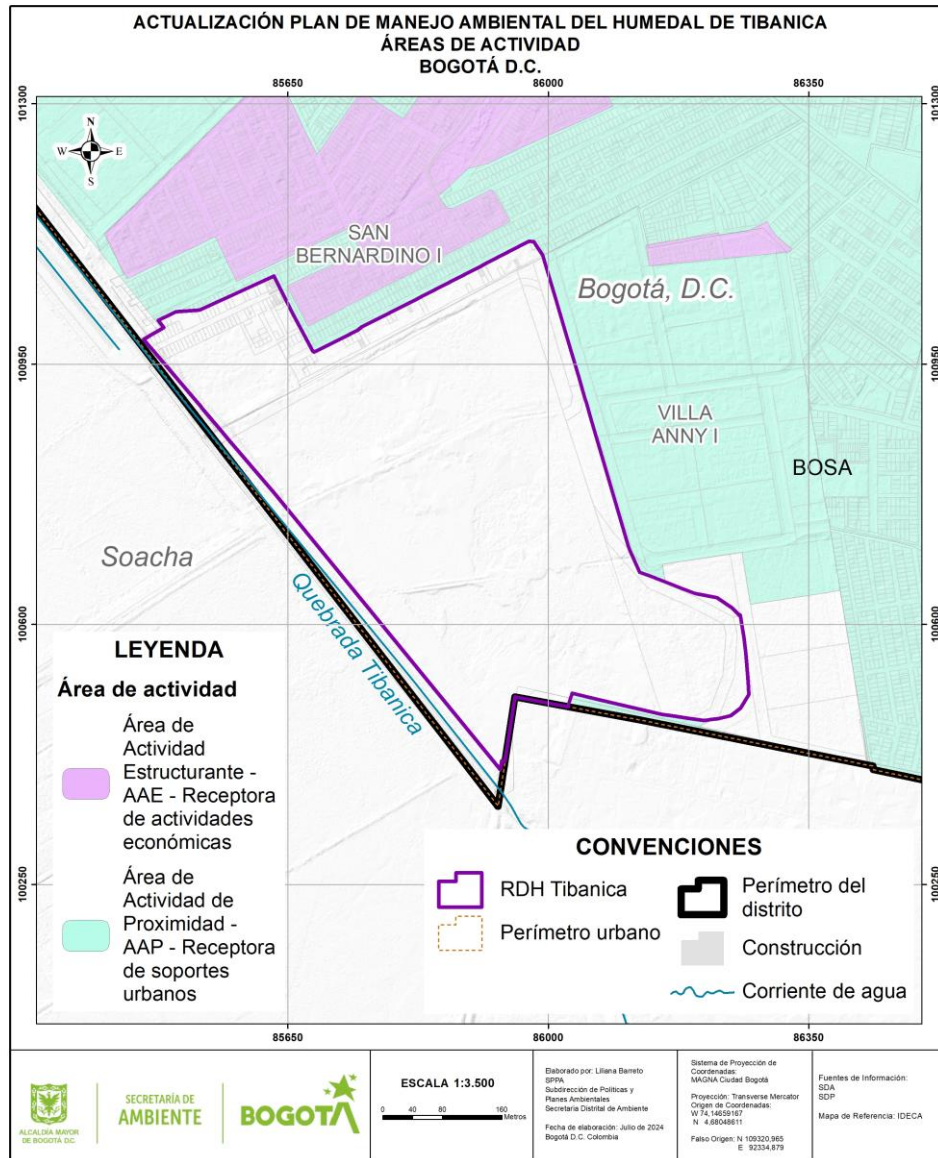 ACTUALIZACIÓN PLAN DE MANEJO AMBIENTAL DEL HUMEDAL DE TIBANICA
ÁREAS DE ACTIVIDAD
BOGOTÁ D.C.
85650
86000
86350
101300
101300
N
W
E
S
SAN
BERNARDINO I
Bogotá, D.C.
100950
100950
VILLA
ANNY I
BOSA
Soacha
Quebrada Tibanica
100600
100600
LEYENDA
Área de actividad
Área de
Actividad
Estructurante -
AAE - Receptora
de actividades
económicas
Área de
Actividad de
Proximidad -
AAP - Receptora
de soportes
urbanos
CONVENCIONES
RDH Tibanica
Perímetro urbano
Perímetro del
distrito
Construcción
Corriente de agua
100250
100250
85650
86000
86350
ALCALDÍA MAYOR
DE BOGOTÁ D.C.
SECRETARÍA DE
AMBIENTE
BOGOTÁ
ESCALA 1:3.500
0 40 80 160
Metros
Elaborado por: Liliana Barreto
SPPA
Subdirección de Políticas y
Planes Ambientales
Secretaria Distrital de Ambiente
Fecha de elaboración: Julio de 2024
Bogotá D.C. Colombia
Sistema de Proyección de
Coordenadas:
MAGNA Ciudad Bogotá
Proyección: Transverse Mercator
Origen de Coordenadas:
W 74,14659167
N 4,68048611
Falso Origen: N 109320,965
E 92334,879
Fuentes de Información:
SDA
SDP
Mapa de Referencia: IDECA